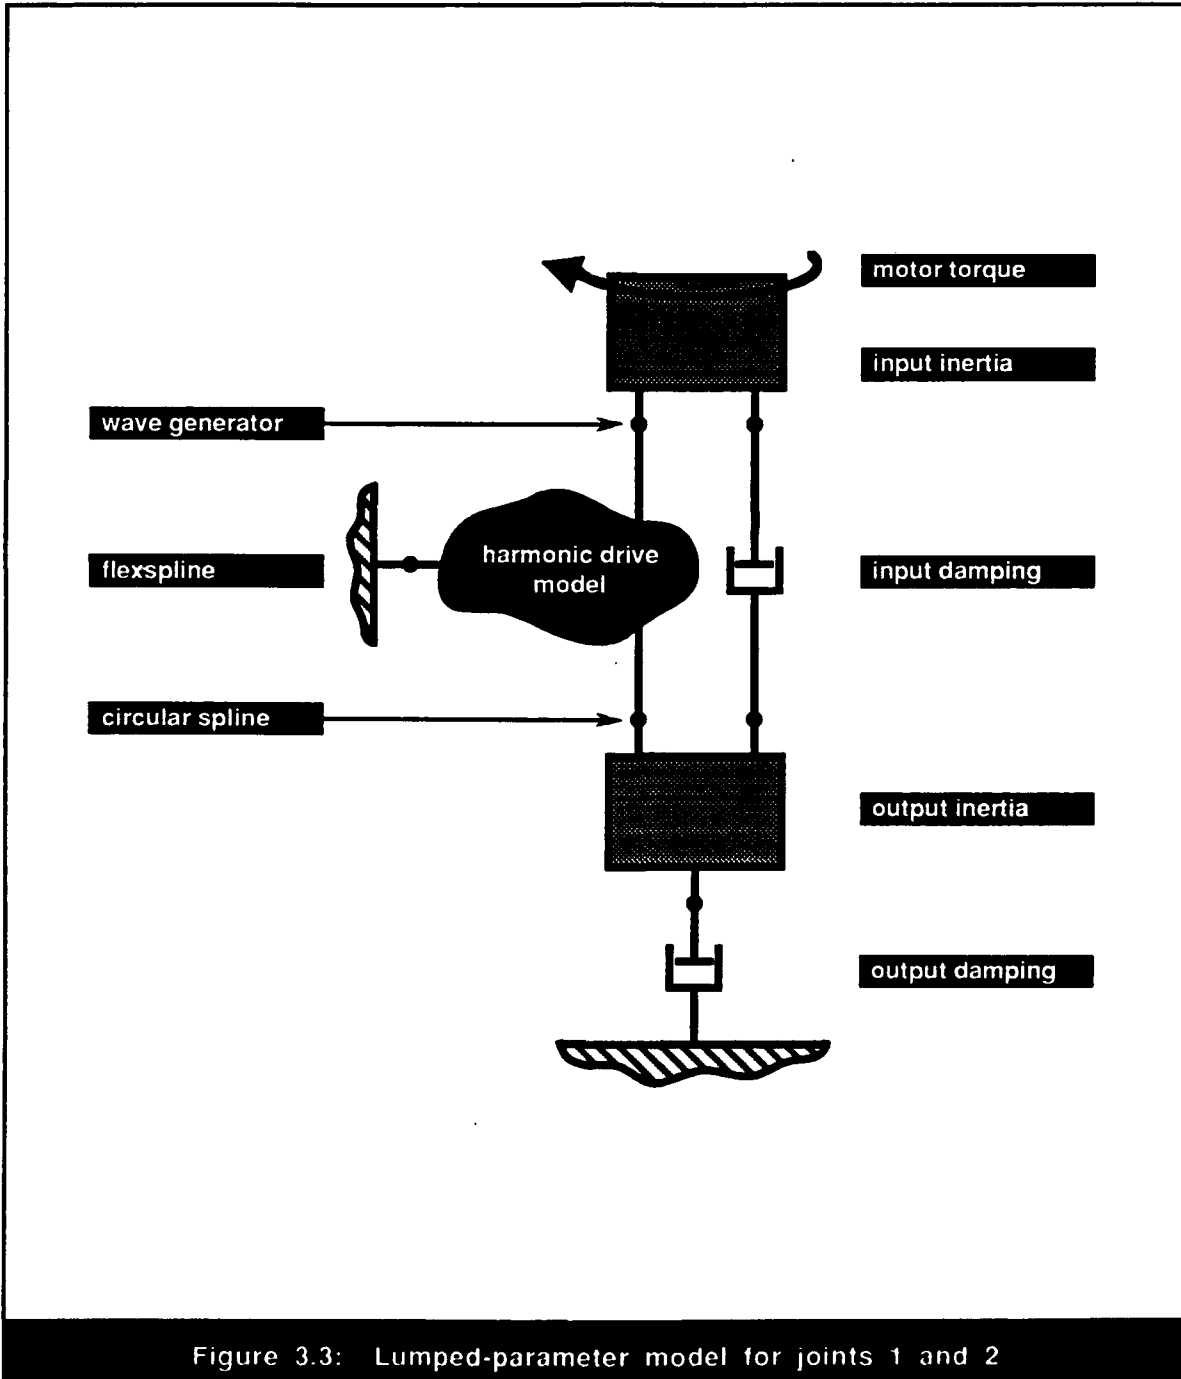 motor torque
input inertia
wave generator
harmonic drive
model
flexspline
input damping
circular spline
output inertia
output damping
Figure 3.3: Lumped-parameter model for joints 1 and 2